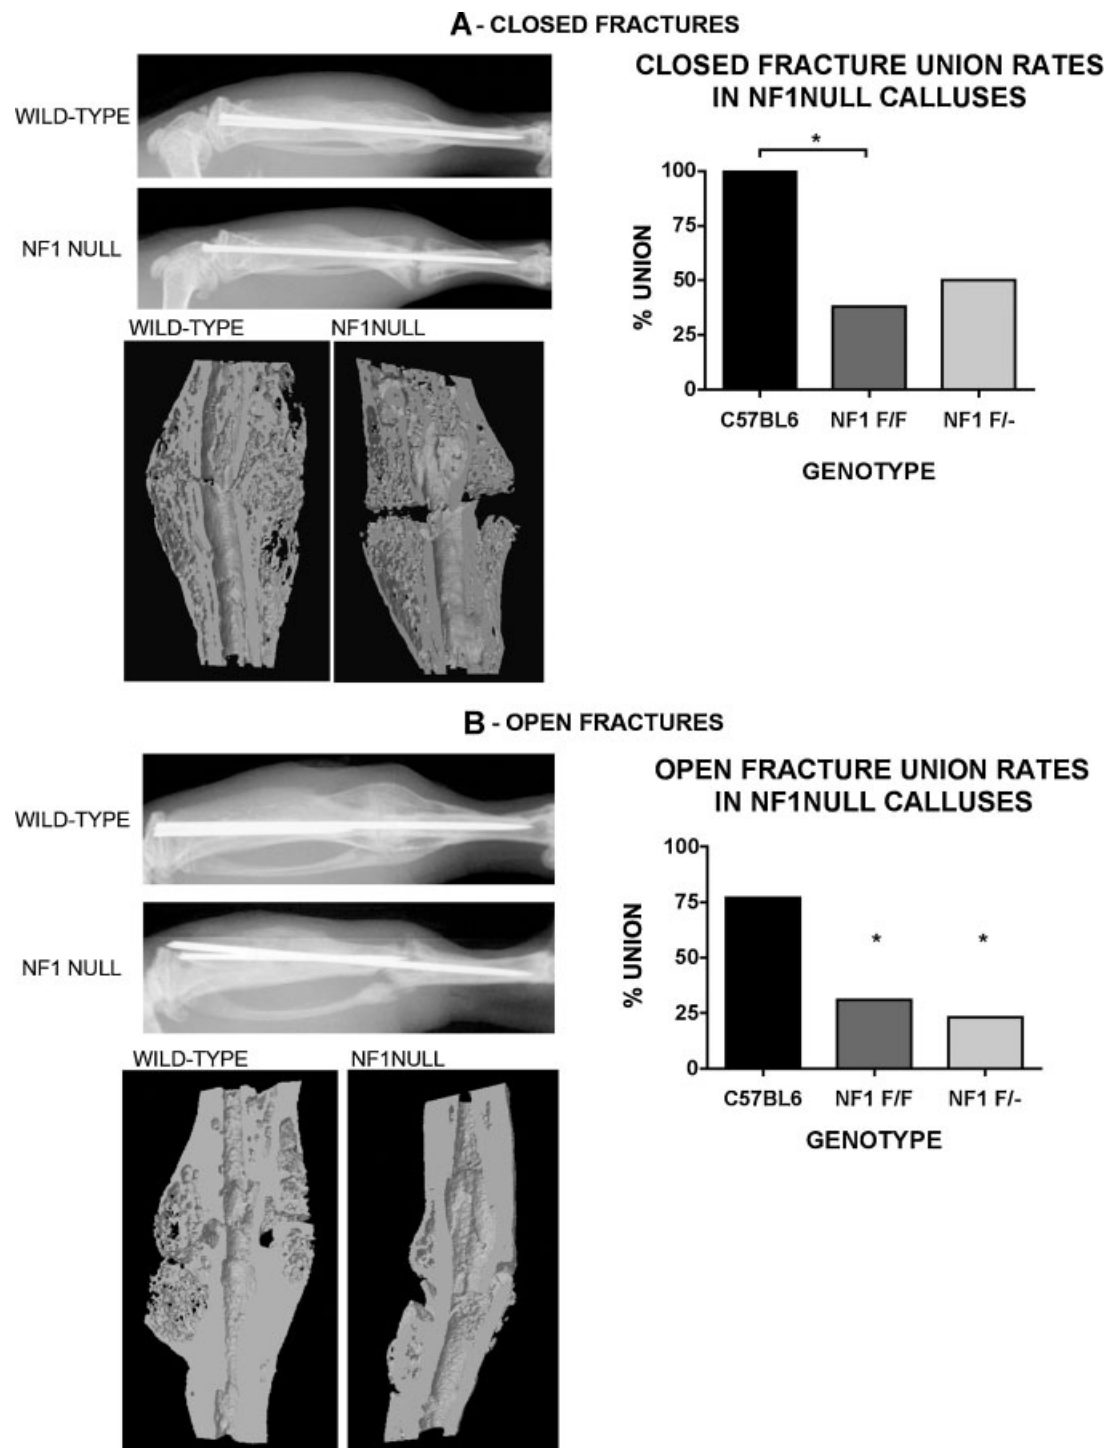 A - CLOSED FRACTURES
WILD-TYPE
NF1 NULL
WILD-TYPE
NF1NULL
CLOSED FRACTURE UNION RATES
IN NF1NULL CALLUSES
*
% UNION
100
75
50
25
0
C57BL6
NF1 F/F
NF1 F/-
GENOTYPE
B - OPEN FRACTURES
WILD-TYPE
NF1 NULL
WILD-TYPE
NF1NULL
OPEN FRACTURE UNION RATES
IN NF1NULL CALLUSES
% UNION
100
75
50
25
0
*
*
C57BL6
NF1 F/F
NF1 F/-
GENOTYPE